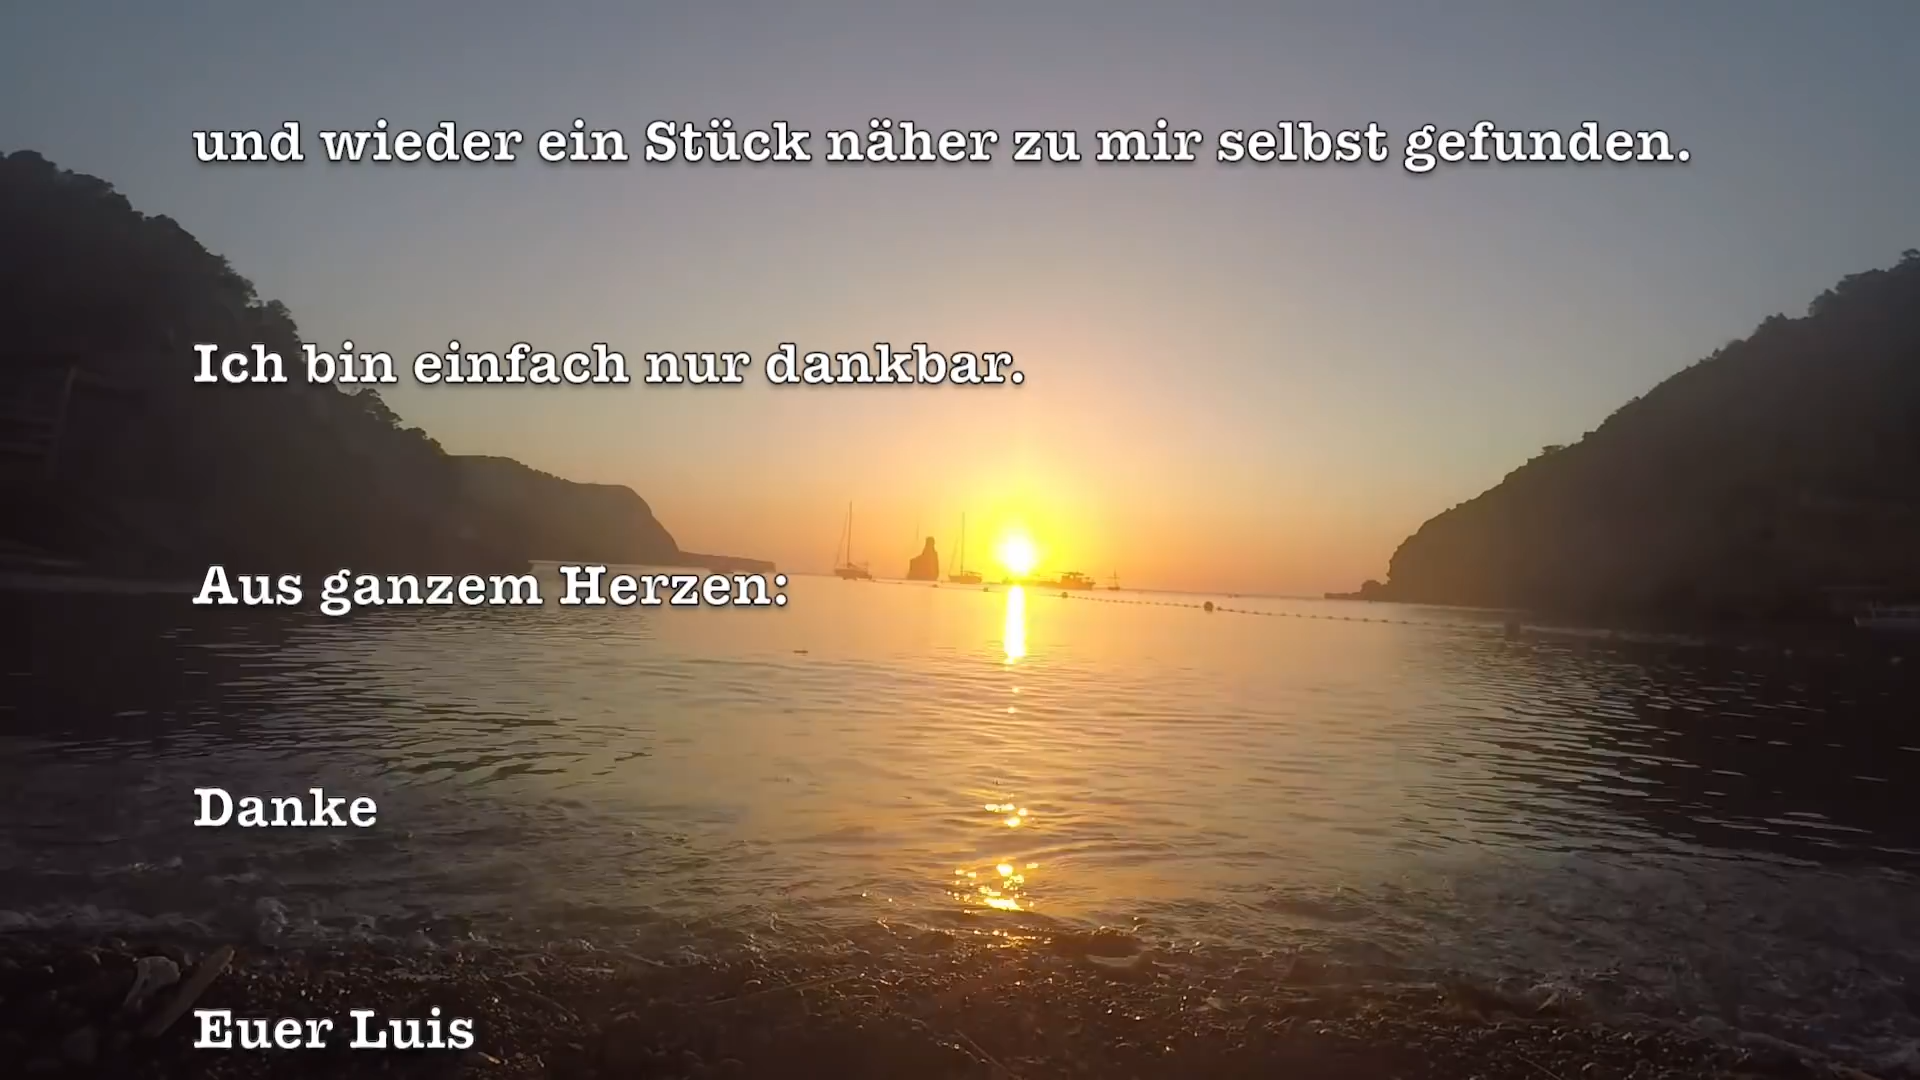 und wieder ein Stück näher zu mir selbst gefunden.
Ich bin einfach nur dankbar.
Aus ganzem Herzen:
Danke
Euer Luis